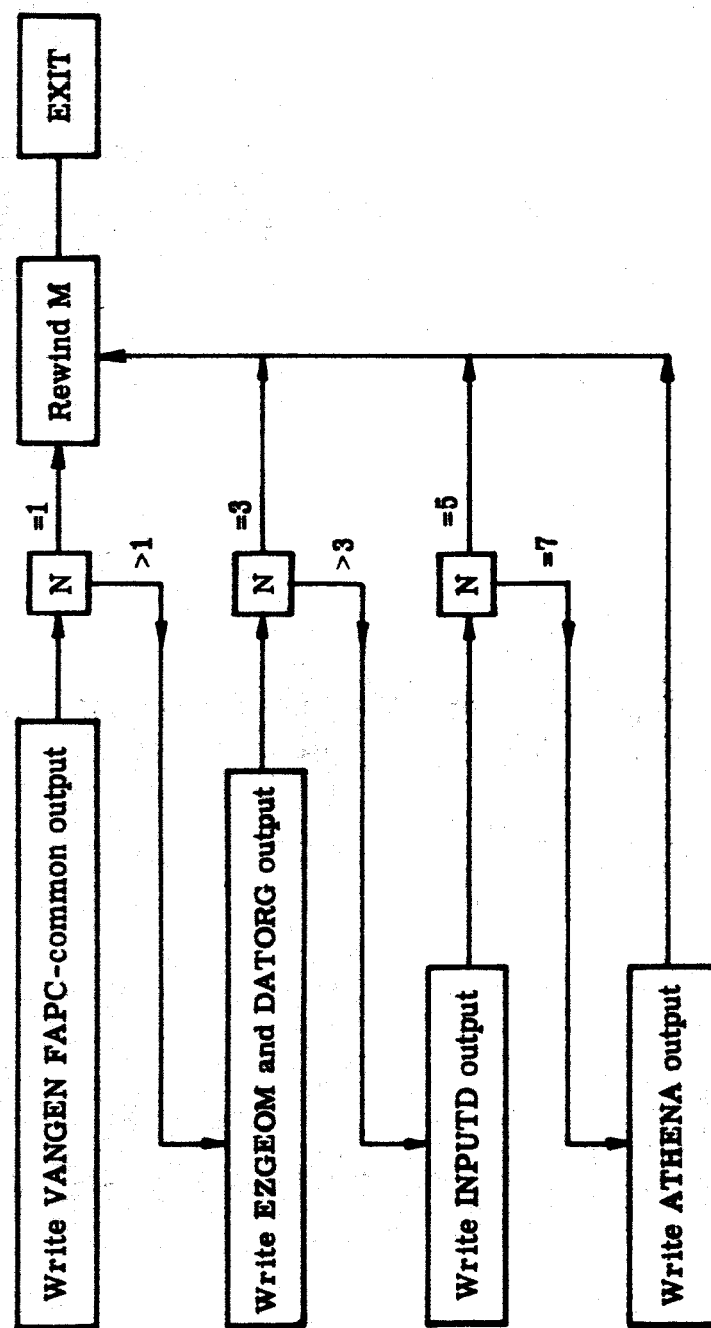 Write VANGEN FAPC-common output
N
=1
Rewind M
EXIT
>1
Write EZGEOM and DATORG output
N
=3
>3
Write INPUTD output
N
=5
=7
Write ATHENA output